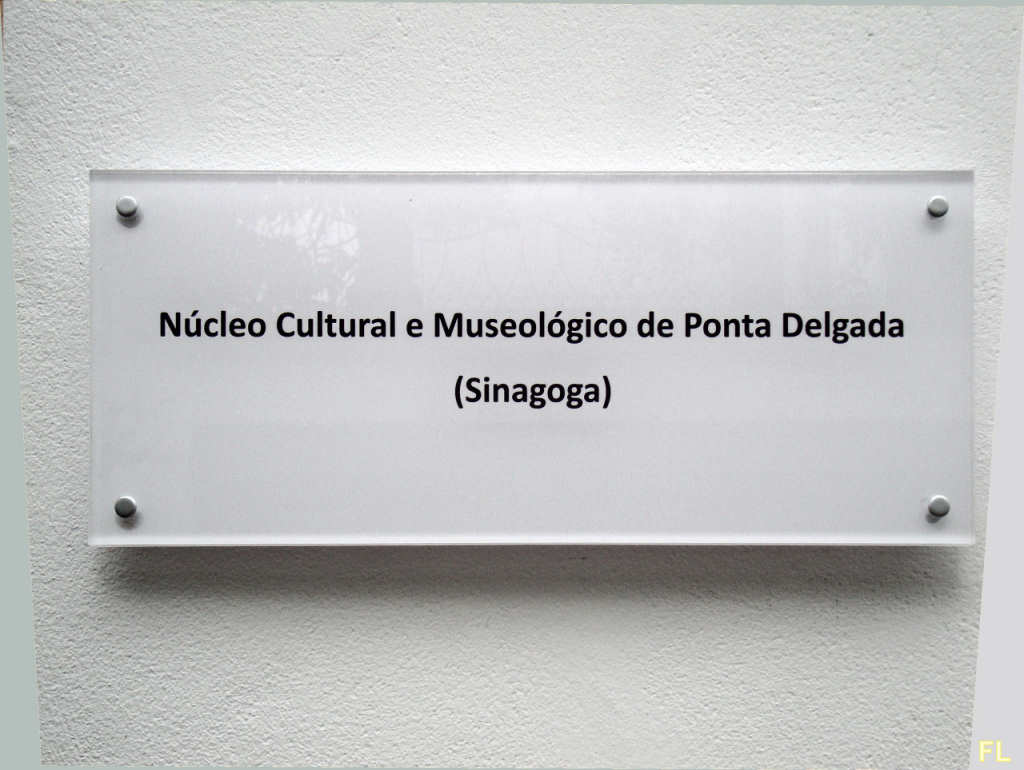 Núcleo Cultural e Museológico de Ponta Delgada
(Sinagoga)
FL